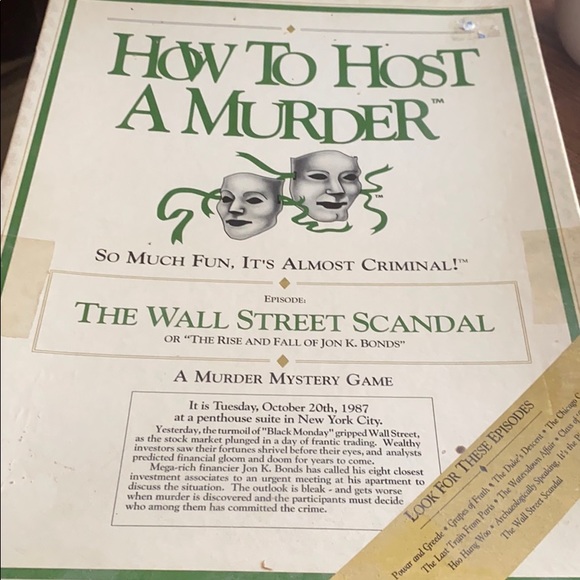 HOW TO HOST
A MURDER™
™
SO MUCH FUN, IT'S ALMOST CRIMINAL!™
EPISODE:
THE WALL STREET SCANDAL
OR "THE RISE AND FALL OF JON K. BONDS"
A MURDER MYSTERY GAME
It is Tuesday, October 20th, 1987
at a penthouse suite in New York City.
Yesterday, the turmoil of "Black Monday" gripped Wall Street,
as the stock market plunged in a day of frantic trading. Wealthy
investors saw their fortunes shrivel before their eyes, and analysts
predicted financial gloom and doom for years to come.
Mega-rich financier Jon K. Bonds has called his eight closest
investment associates to an urgent meeting at his apartment to
discuss the situation. The outlook is bleak - and gets worse
when murder is discovered and the participants must decide
who among them has committed the crime.
LOOK FOR THESE EPISODES
Power and Greede • Grapes of Frath • The Duke's Descent • The Chicago
The Last Train From Paris • The Watersdown Affair • Class of
Hoo Hung Woo • Archaeologically Speaking, It's the
The Wall Street Scandal